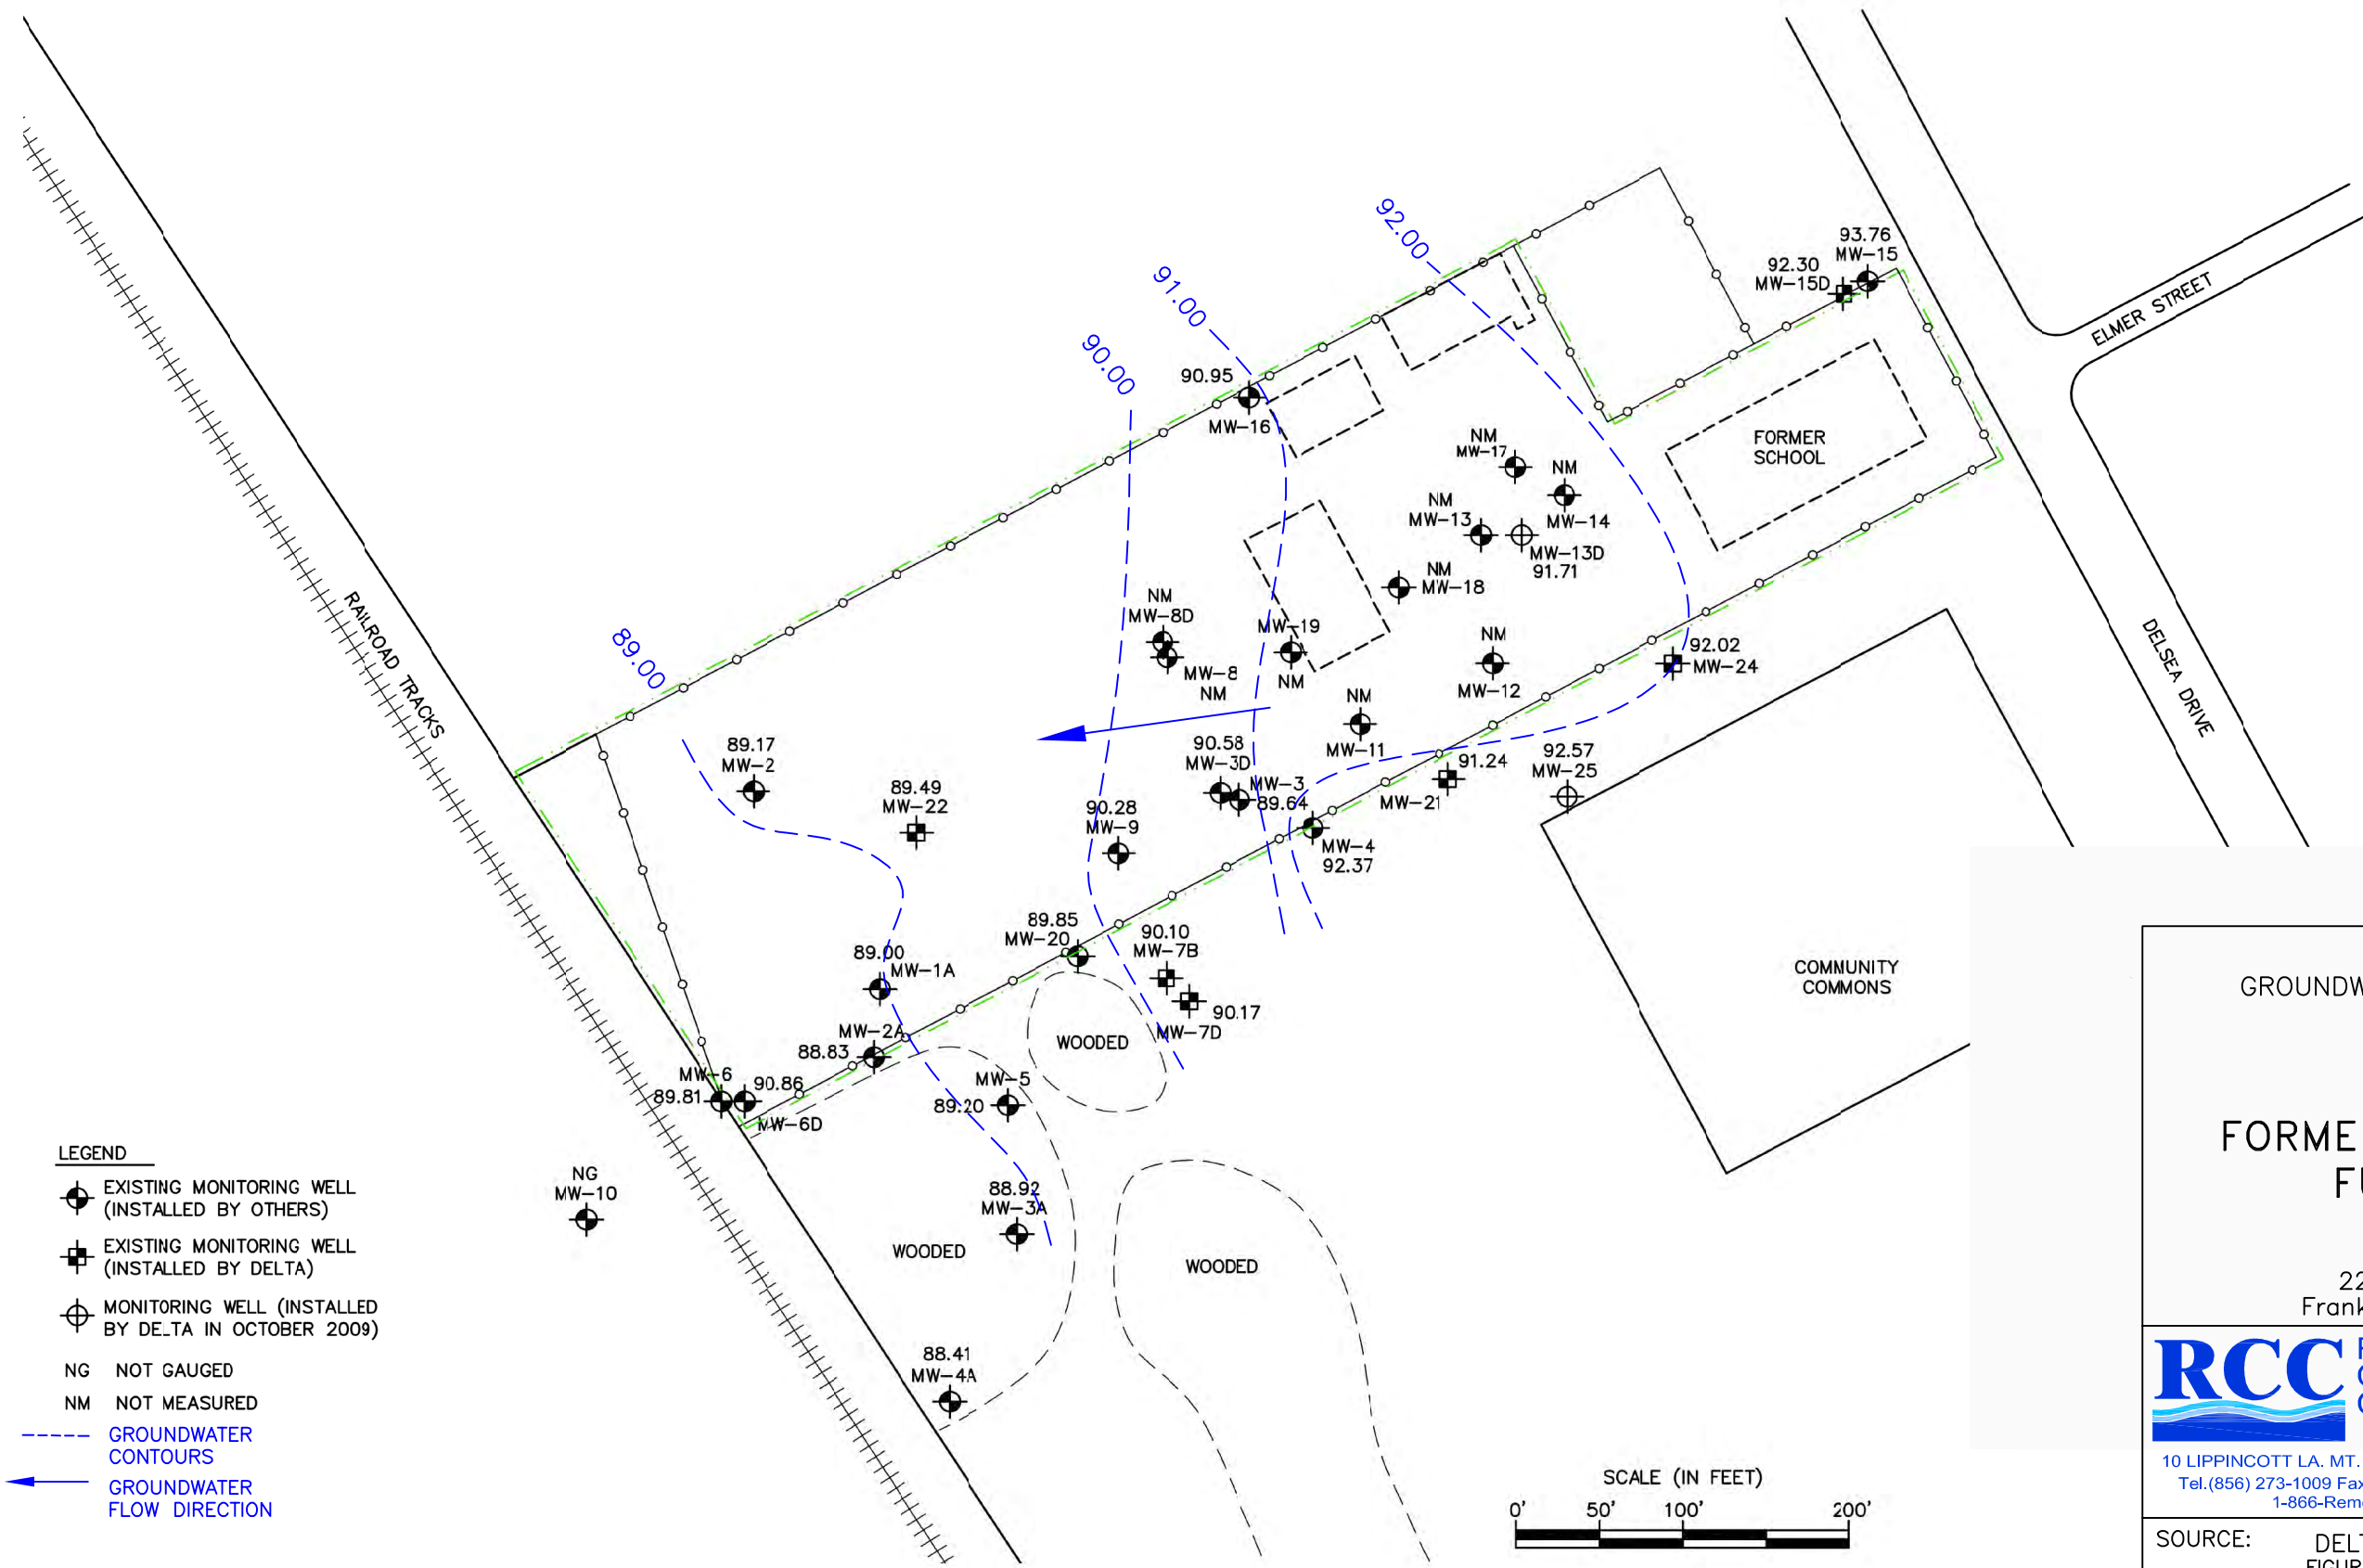 92.00
91.00
90.00
89.00
93.76
MW-15
92.30
MW-15D
ELMER STREET
90.95
MW-16
NM
MW-17
NM
MW-14
NM
MW-13
MW-13D
91.71
FORMER
SCHOOL
NM
MW-18
NM
MW-8D
MW-8
NM
MW-19
NM
NM
MW-12
92.02
MW-24
DELSEA DRIVE
RAILROAD TRACKS
NM
MW-11
89.17
MW-2
89.49
MW-22
90.58
MW-3D
MW-3
89.64
90.28
MW-9
91.24
MW-21
92.57
MW-25
MW-4
92.37
89.85
MW-20
90.10
MW-7B
90.17
MW-7D
89.00
MW-1A
MW-2A
88.83
MW-6
89.81
90.86
MW-6D
MW-5
89.20
WOODED
COMMUNITY
COMMONS
NG
MW-10
88.92
MW-3A
WOODED
WOODED
88.41
MW-4A
LEGEND
EXISTING MONITORING WELL
(INSTALLED BY OTHERS)
EXISTING MONITORING WELL
(INSTALLED BY DELTA)
MONITORING WELL (INSTALLED
BY DELTA IN OCTOBER 2009)
NG NOT GAUGED
NM NOT MEASURED
GROUNDWATER
CONTOURS
GROUNDWATER
FLOW DIRECTION
SCALE (IN FEET)
0' 50' 100' 200'
GROUNDW
FORME
FU
22
Frank
RCC
10 LIPPINCOTT LA. MT.
Tel.(856) 273-1009 Fax
1-866-Rem
SOURCE: DELT
FIGUR